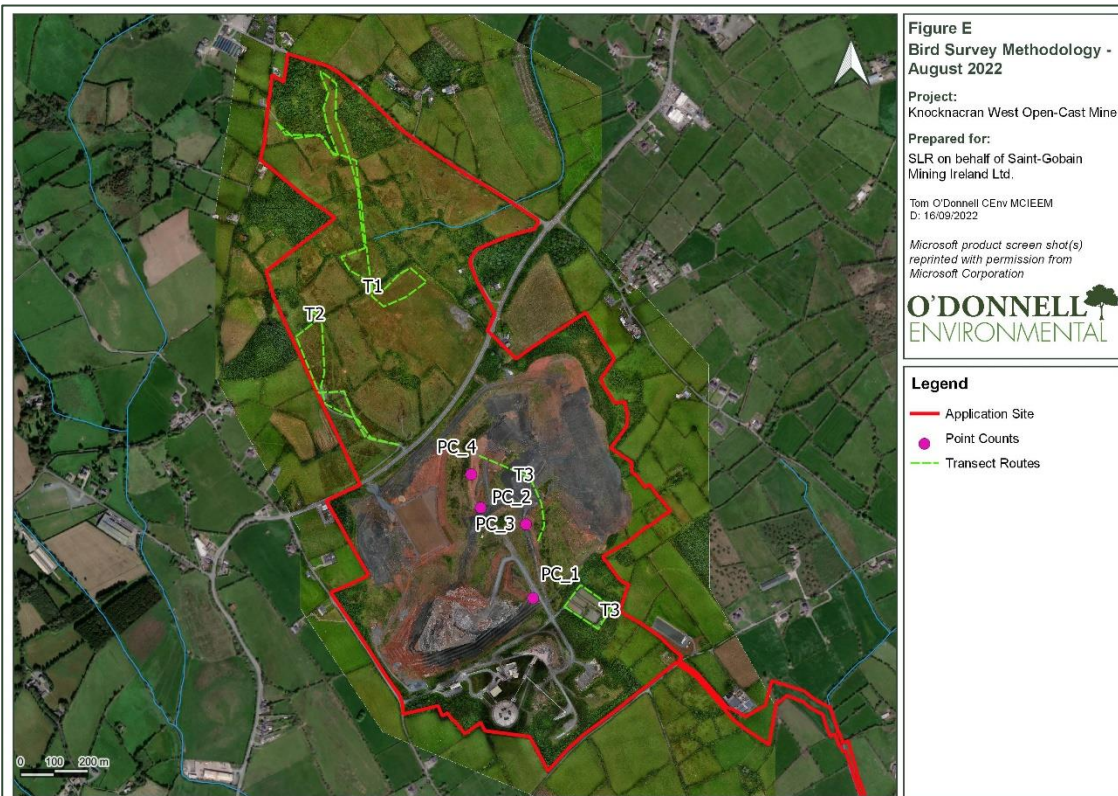 Figure E
Bird Survey Methodology -
August 2022
Project:
Knocknacran West Open-Cast Mine
Prepared for:
SLR on behalf of Saint-Gobain
Mining Ireland Ltd.
Tom O'Donnell CEnv MCIEEM
D: 16/09/2022
Microsoft product screen shot(s)
reprinted with permission from
Microsoft Corporation
O'DONNELL
ENVIRONMENTAL
Legend
Application Site
Point Counts
Transect Routes
T1
T2
PC_4
T3
PC_2
PC_3
PC_1
T3
0 100 200 m